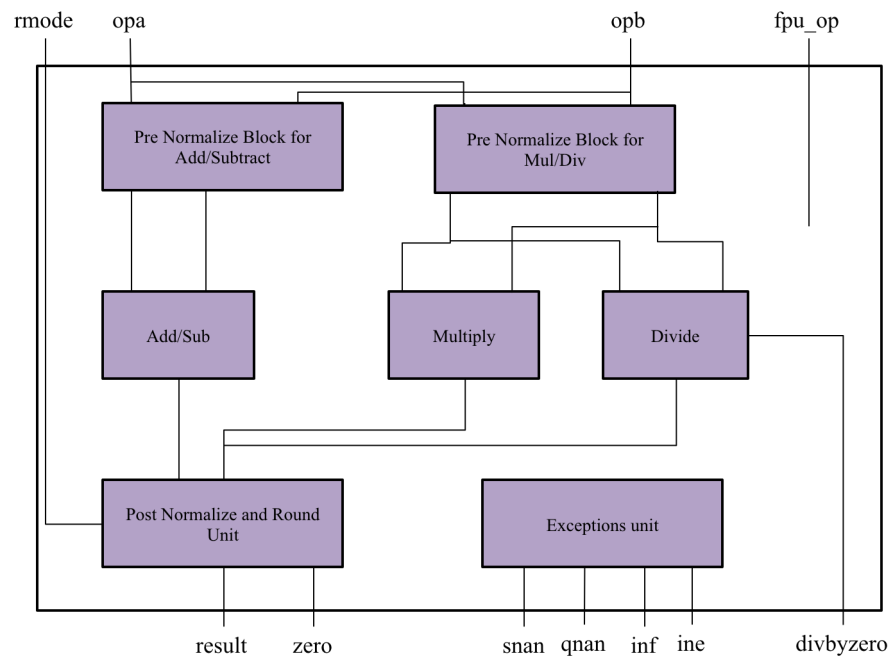 rmode opa opb fpu_op
Pre Normalize Block for
Add/Subtract
Pre Normalize Block for
Mul/Div
Add/Sub
Multiply
Divide
Post Normalize and Round
Unit
Exceptions unit
result zero snan qnan inf ine divbyzero